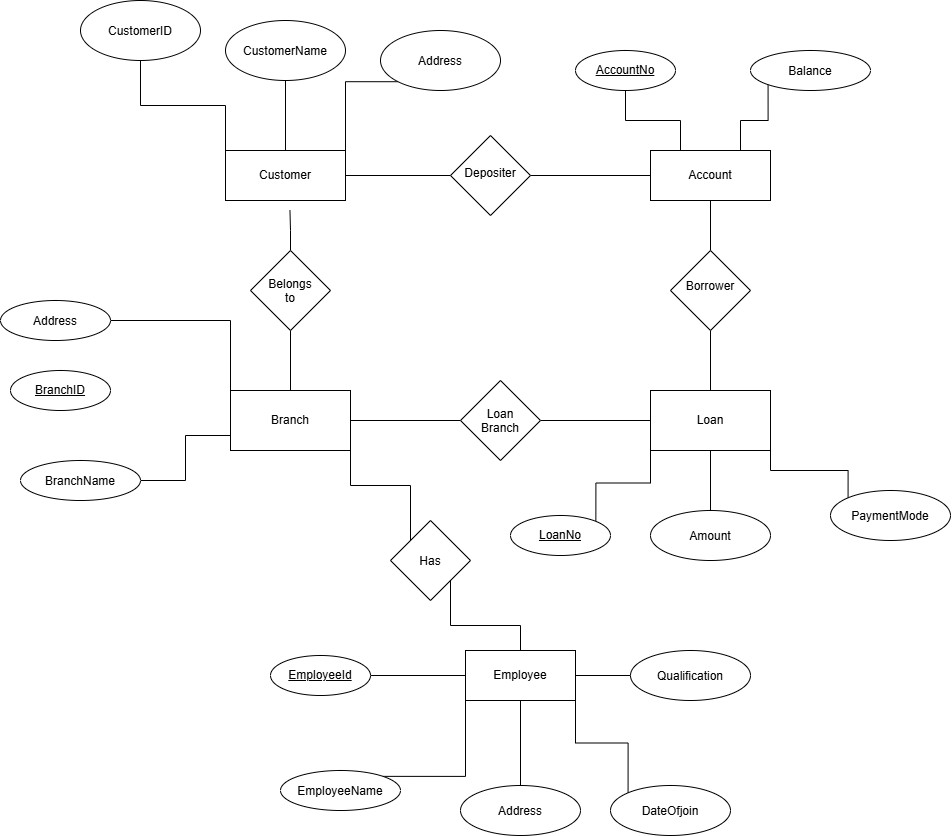 CustomerID
CustomerName
Address
AccountNo
Balance
Customer
Depositer
Account
Belongs
to
Borrower
Address
BranchID
Branch
Loan
Branch
Loan
BranchName
LoanNo
Amount
PaymentMode
Has
EmployeeId
Employee
Qualification
EmployeeName
Address
DateOfjoin